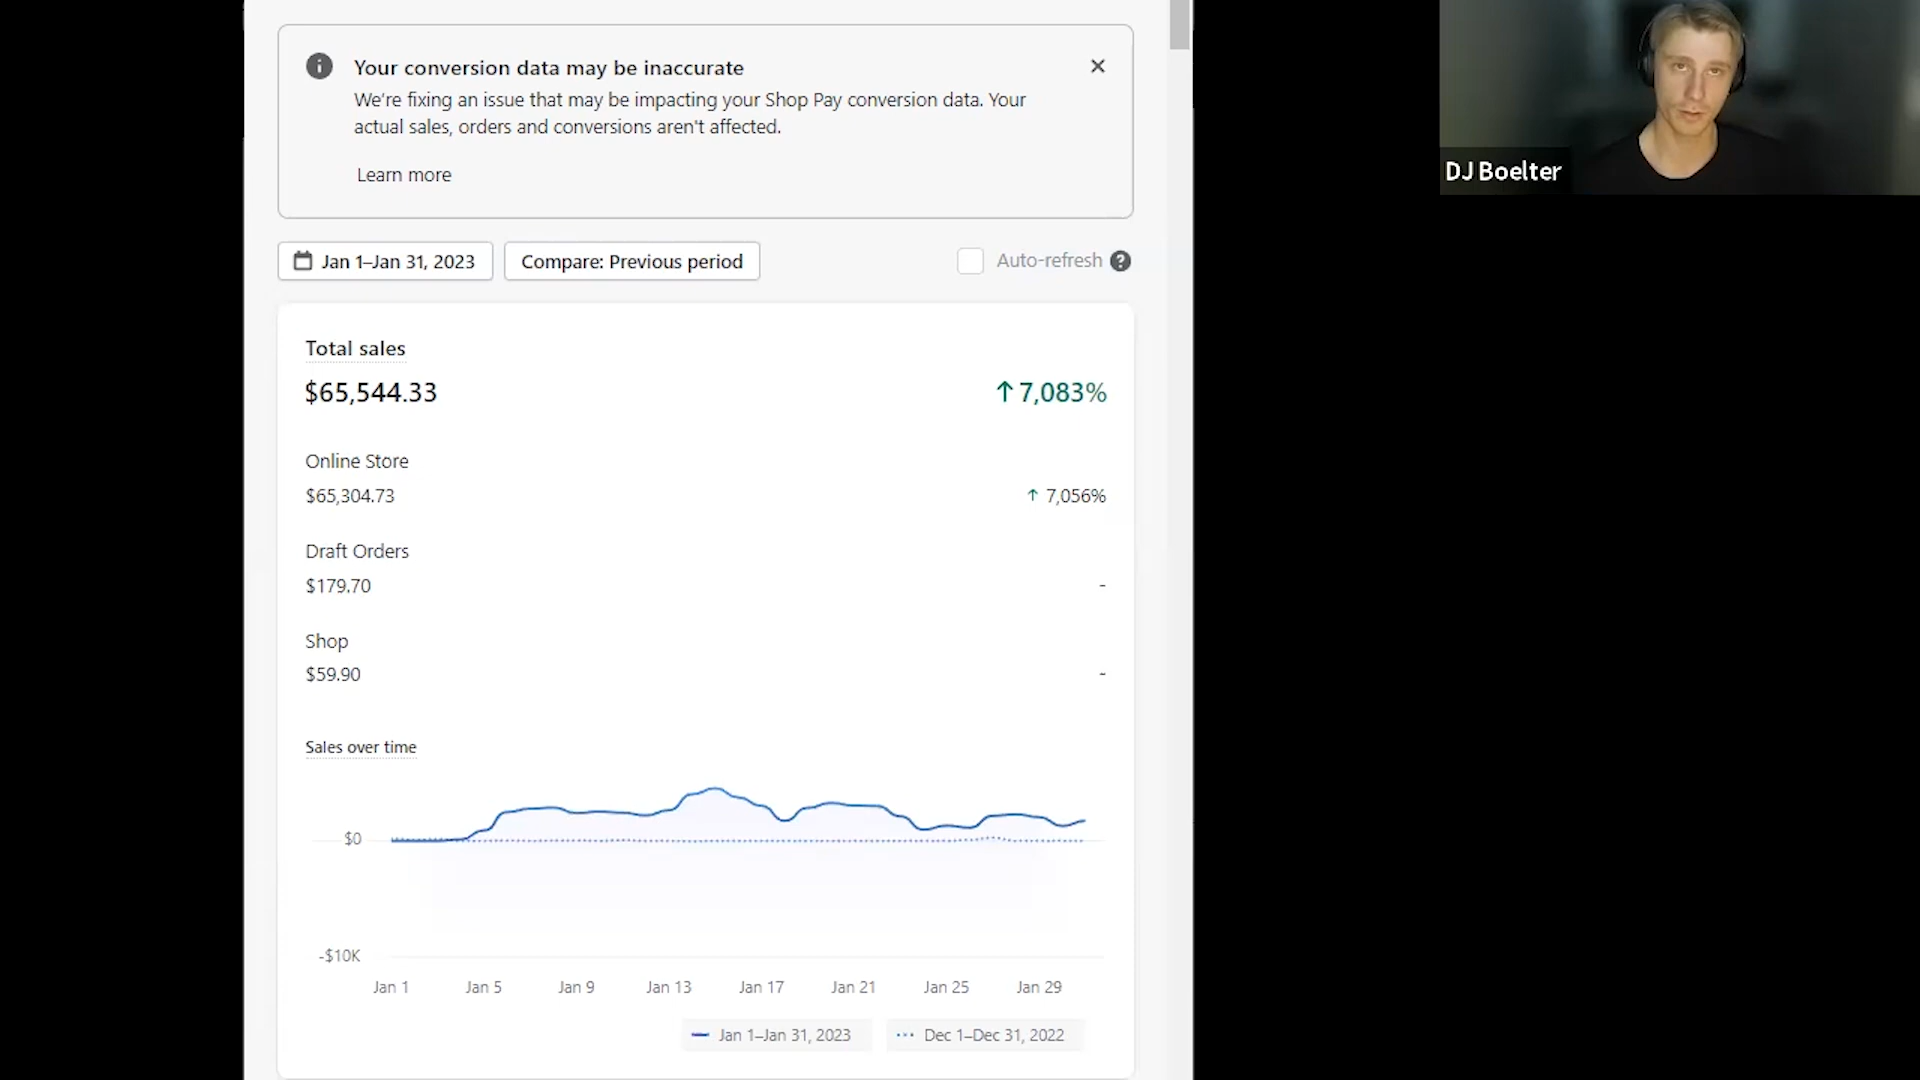 Your conversion data may be inaccurate
We're fixing an issue that may be impacting your Shop Pay conversion data. Your
actual sales, orders and conversions aren't affected.
Learn more
DJ Boelter
Jan 1–Jan 31, 2023
Compare: Previous period
Auto-refresh
Total sales
$65,544.33
↑ 7,083%
Online Store
$65,304.73
↑ 7,056%
Draft Orders
$179.70
-
Shop
$59.90
-
Sales over time
$0
-$10K
Jan 1 Jan 5 Jan 9 Jan 13 Jan 17 Jan 21 Jan 25 Jan 29
Jan 1–Jan 31, 2023
Dec 1–Dec 31, 2022